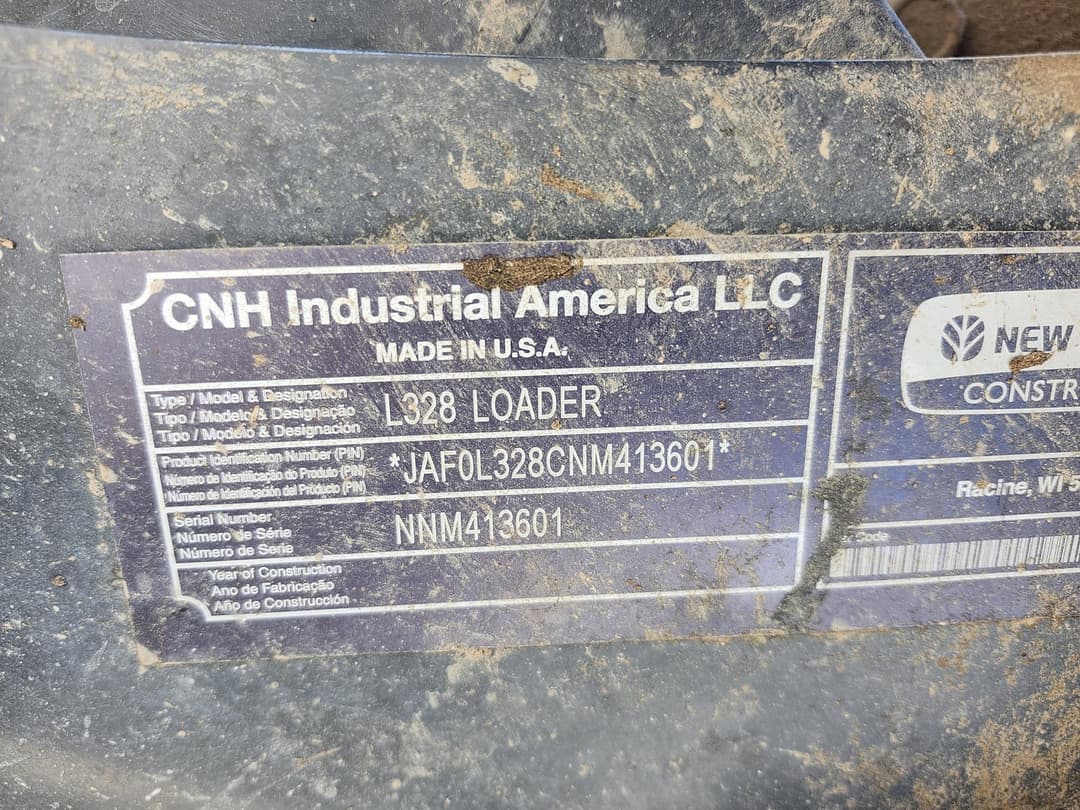 CNH Industrial America LLC
MADE IN U.S.A.
Type / Model & Designation
Tipo / Modelo & Designação
Tipo / Modelo & Designación
L328 LOADER
Product Identification Number (PIN)
Número de Identificação do Produto (PIN)
Número de Identificación del Producto (PIN)
*JAF0L328CNM413601*
Serial Number
Número de Série
Número de Serie
NNM413601
Year of Construction
Ano de Fabricação
Año de Construcción
NEW
CONSTR
Racine, WI 5
Code